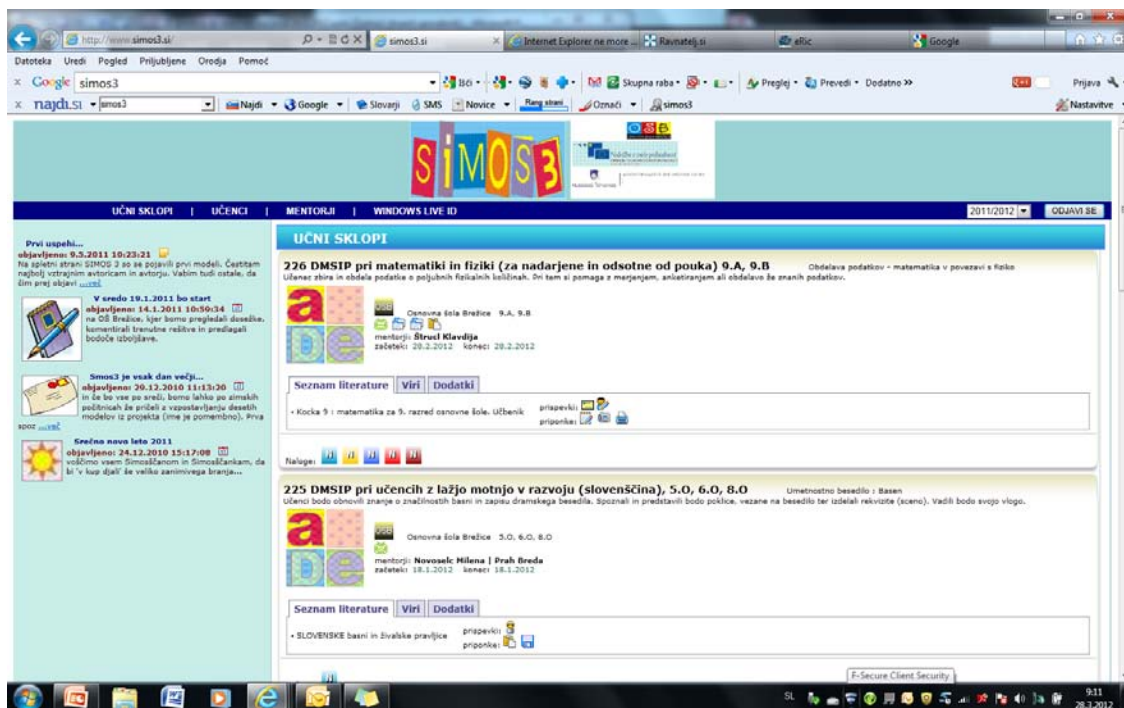 http://www.simos3.si/
simos3.si
Internet Explorer ne more ...
Ravnatelj.si
eRic
Google
Datoteka Uredi Pogled Priljubljene Orodja Pomoč
x Google simos3
Išči
Skupna raba
Preglej
Prevedi
Dodatno >>
Prijava
x najdi.si simos3
Najdi
Google
Slovarji
SMS
Novice
Rang strani
Označi
simos3
Nastavitve
SiMOŠ3
OŠB
UČNI SKLOPI | UČENCI | MENTORJI | WINDOWS LIVE ID
2011/2012
ODJAVI SE
Prvi uspehi...
objavljeno: 9.5.2011 10:23:21
Na spletni strani SIMOS 3 so se pojavili prvi modeli. Čestitam
najbolj vztrajnim avtoricam in avtorju. Vabim tudi ostale, da
čim prej objavi ...več
V sredo 19.1.2011 bo start
objavljeno: 14.1.2011 10:59:34
na OŠ Brežice, kjer bomo pregledali dosežke,
komentirali trenutne rešitve in predlagali
bodoče izboljšave.
Smos3 je vsak dan večji...
objavljeno: 29.12.2010 11:13:20
in če bo vse po sreči, bomo lahko po zimskih
počitnicah že pričeli z vzpostavljanju desetih
modelov iz projekta (ime je pomembno). Prva
spoz ...več
Srečno novo leto 2011
objavljeno: 24.12.2010 15:17:08
voščimo vsem Simosščanom in Simosščankam, da
bi 'v kup djali' še veliko zanimivega branja...
UČNI SKLOPI
226 DMSIP pri matematiki in fiziki (za nadarjene in odsotne od pouka) 9.A, 9.B Obdelava podatkov - matematika v povezavi s fiziko
Učenec zbira in obdela podatke o poljubnih fizikalnih količinah. Pri tem si pomaga z merjenjem, anketiranjem ali obdelavo že znanih podatkov.
Osnovna šola Brežice 9.A, 9.B
mentorji: Štrucl Klavdija
začetek: 28.2.2012 konec: 28.2.2012
Seznam literature Viri Dodatki
- Kocka 9 : matematika za 9. razred osnovne šole. Učbenik
prispevki:
priponke:
Naloge:
225 DMSIP pri učencih z lažjo motnjo v razvoju (slovenščina), 5.O, 6.O, 8.O Umetnostno besedilo : Basen
Učenci bodo obnovili znanje o značilnostih basni in zapisu dramskega besedila. Spoznali in predstavili bodo poklice, vezane na besedilo ter izdelali rekvizite (sceno). Vadili bodo svojo vlogo.
Osnovna šola Brežice 5.O, 6.O, 8.O
mentorji: Novoselc Milena | Prah Breda
začetek: 18.1.2012 konec: 18.1.2012
Seznam literature Viri Dodatki
- SLOVENSKE basni in živalske pravljice
prispevki:
priponke:
F-Secure Client Security
SL
9:11
28.3.2012